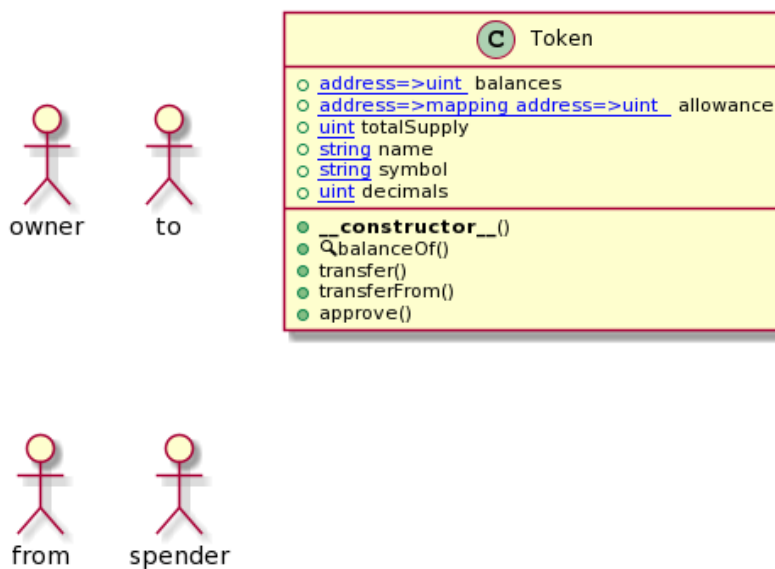 C Token
address=>uint balances
address=>mapping address=>uint allowance
uint totalSupply
string name
string symbol
uint decimals
__constructor__()
balanceOf()
transfer()
transferFrom()
approve()
owner to
from spender